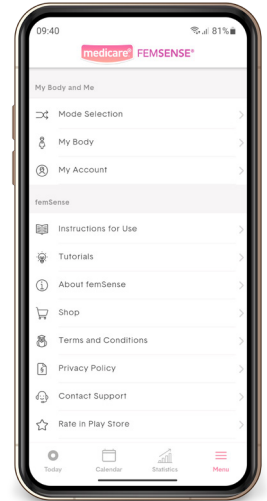 09:40
81%
medicare® FEMSENSE®
My Body and Me
Mode Selection
My Body
My Account
femSense
Instructions for Use
Tutorials
About femSense
Shop
Terms and Conditions
Privacy Policy
Contact Support
Rate in Play Store
Today Calendar Statistics Menu